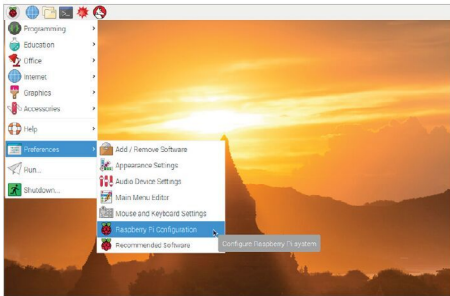 Programming
Education
Office
Internet
Graphics
Accessories
Help
Preferences
Run...
Shutdown...
Add / Remove Software
Appearance Settings
Audio Device Settings
Main Menu Editor
Mouse and Keyboard Settings
Raspberry Pi Configuration
Recommended Software
Configure Raspberry Pi system